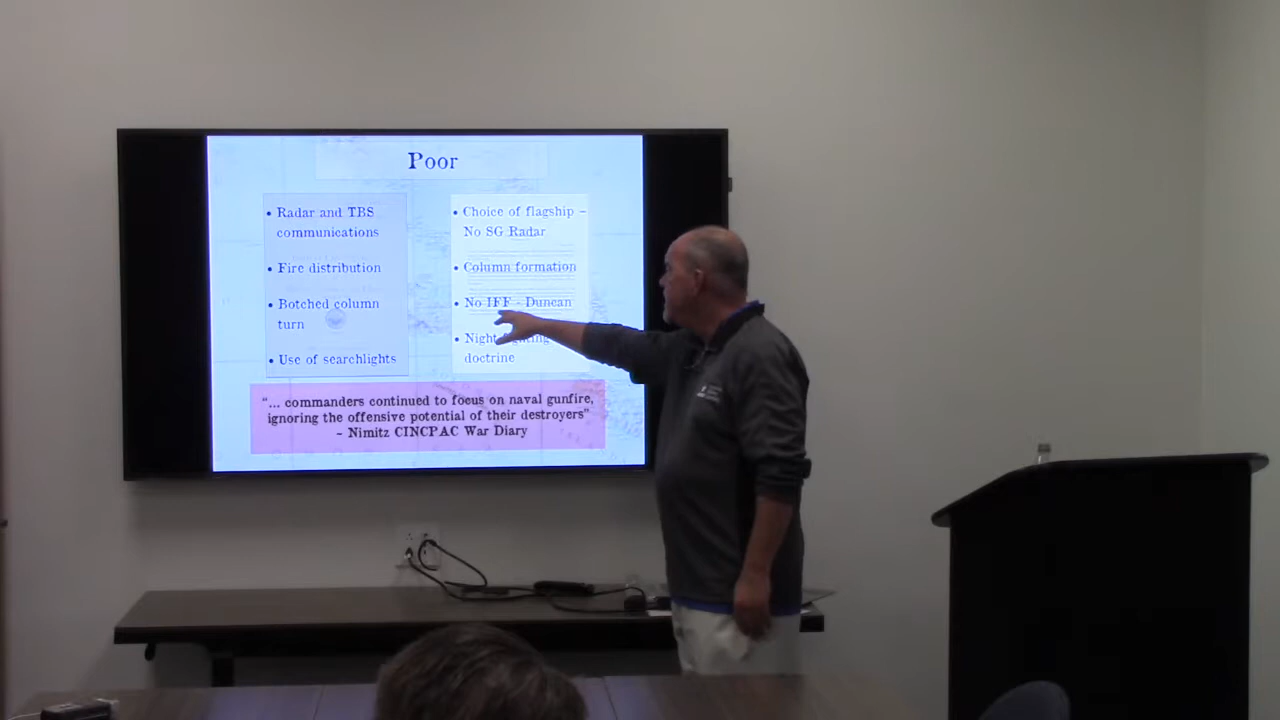 Poor
• Radar and TBS
communications
• Fire distribution
• Botched column
turn
• Use of searchlights
• Choice of flagship –
No SG Radar
• Column formation
• No IFF - Duncan
• Night fighting
doctrine
“... commanders continued to focus on naval gunfire,
ignoring the offensive potential of their destroyers”
– Nimitz CINCPAC War Diary